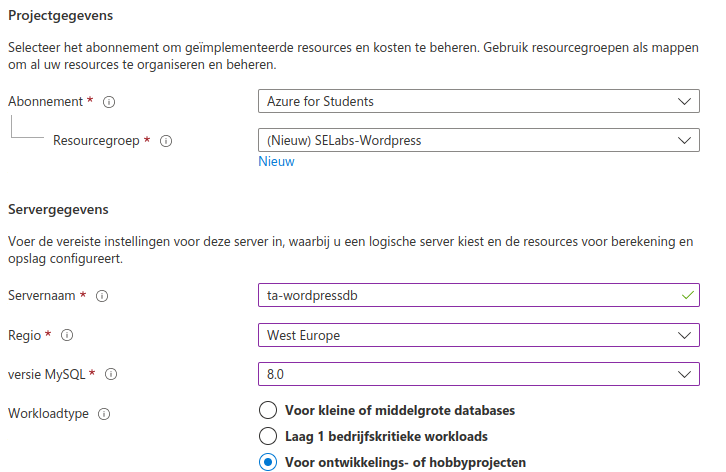 Projectgegevens
Selecteer het abonnement om geïmplementeerde resources en kosten te beheren. Gebruik resourcegroepen als mappen
om al uw resources te organiseren en beheren.
Abonnement * Azure for Students
Resourcegroep * (Nieuw) SELabs-Wordpress
Nieuw
Servergegevens
Voer de vereiste instellingen voor deze server in, waarbij u een logische server kiest en de resources voor berekening en
opslag configureert.
Servernaam * ta-wordpressdb
Regio * West Europe
versie MySQL * 8.0
Workloadtype Voor kleine of middelgrote databases
Laag 1 bedrijfskritieke workloads
Voor ontwikkelings- of hobbyprojecten